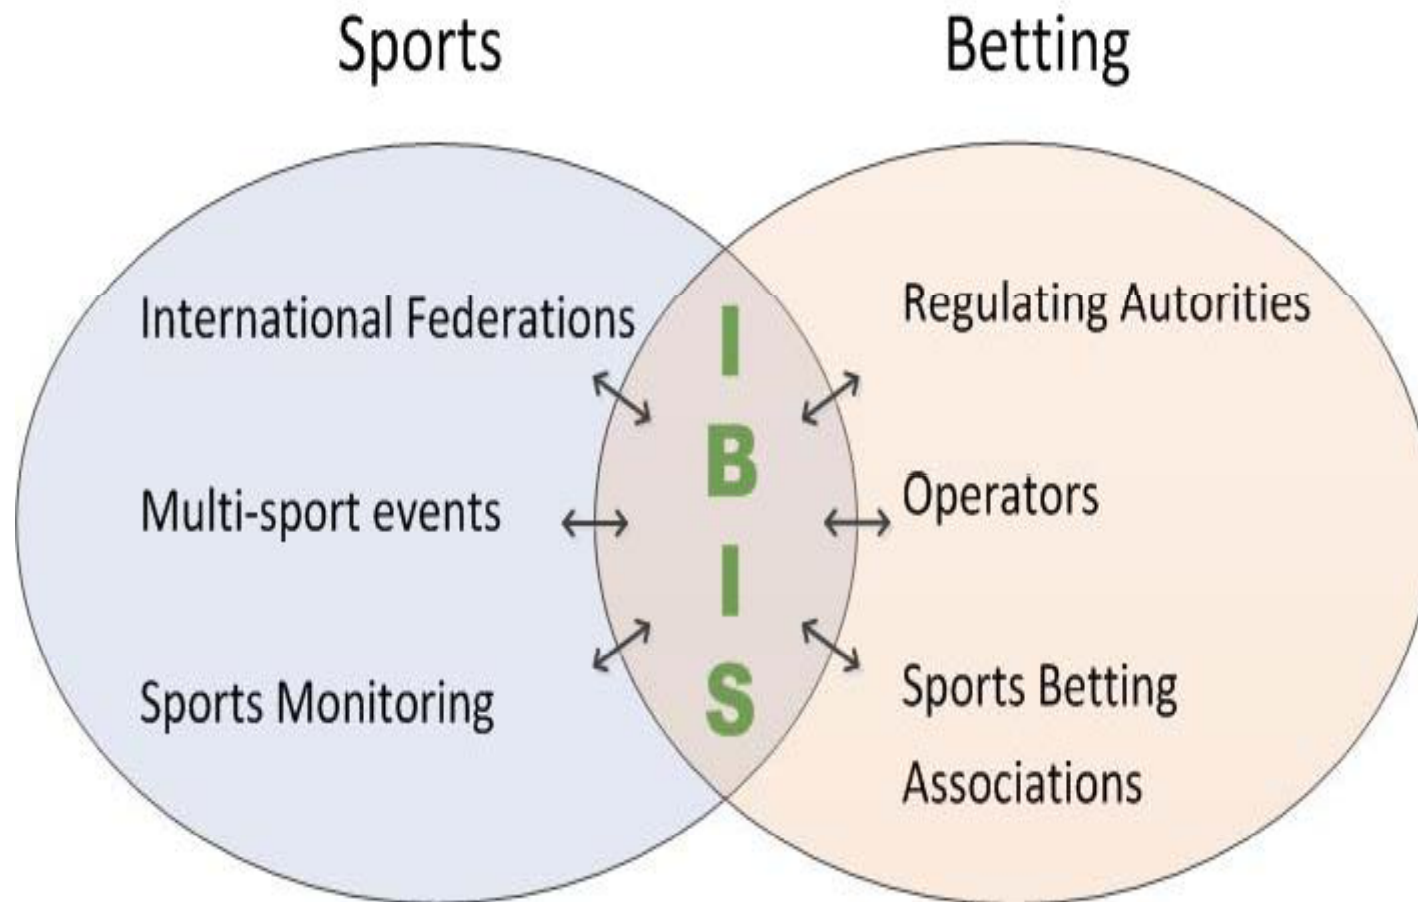 Sports
Betting
International Federations
Multi-sport events
Sports Monitoring
I
B
I
S
Regulating Autorities
Operators
Sports Betting
Associations